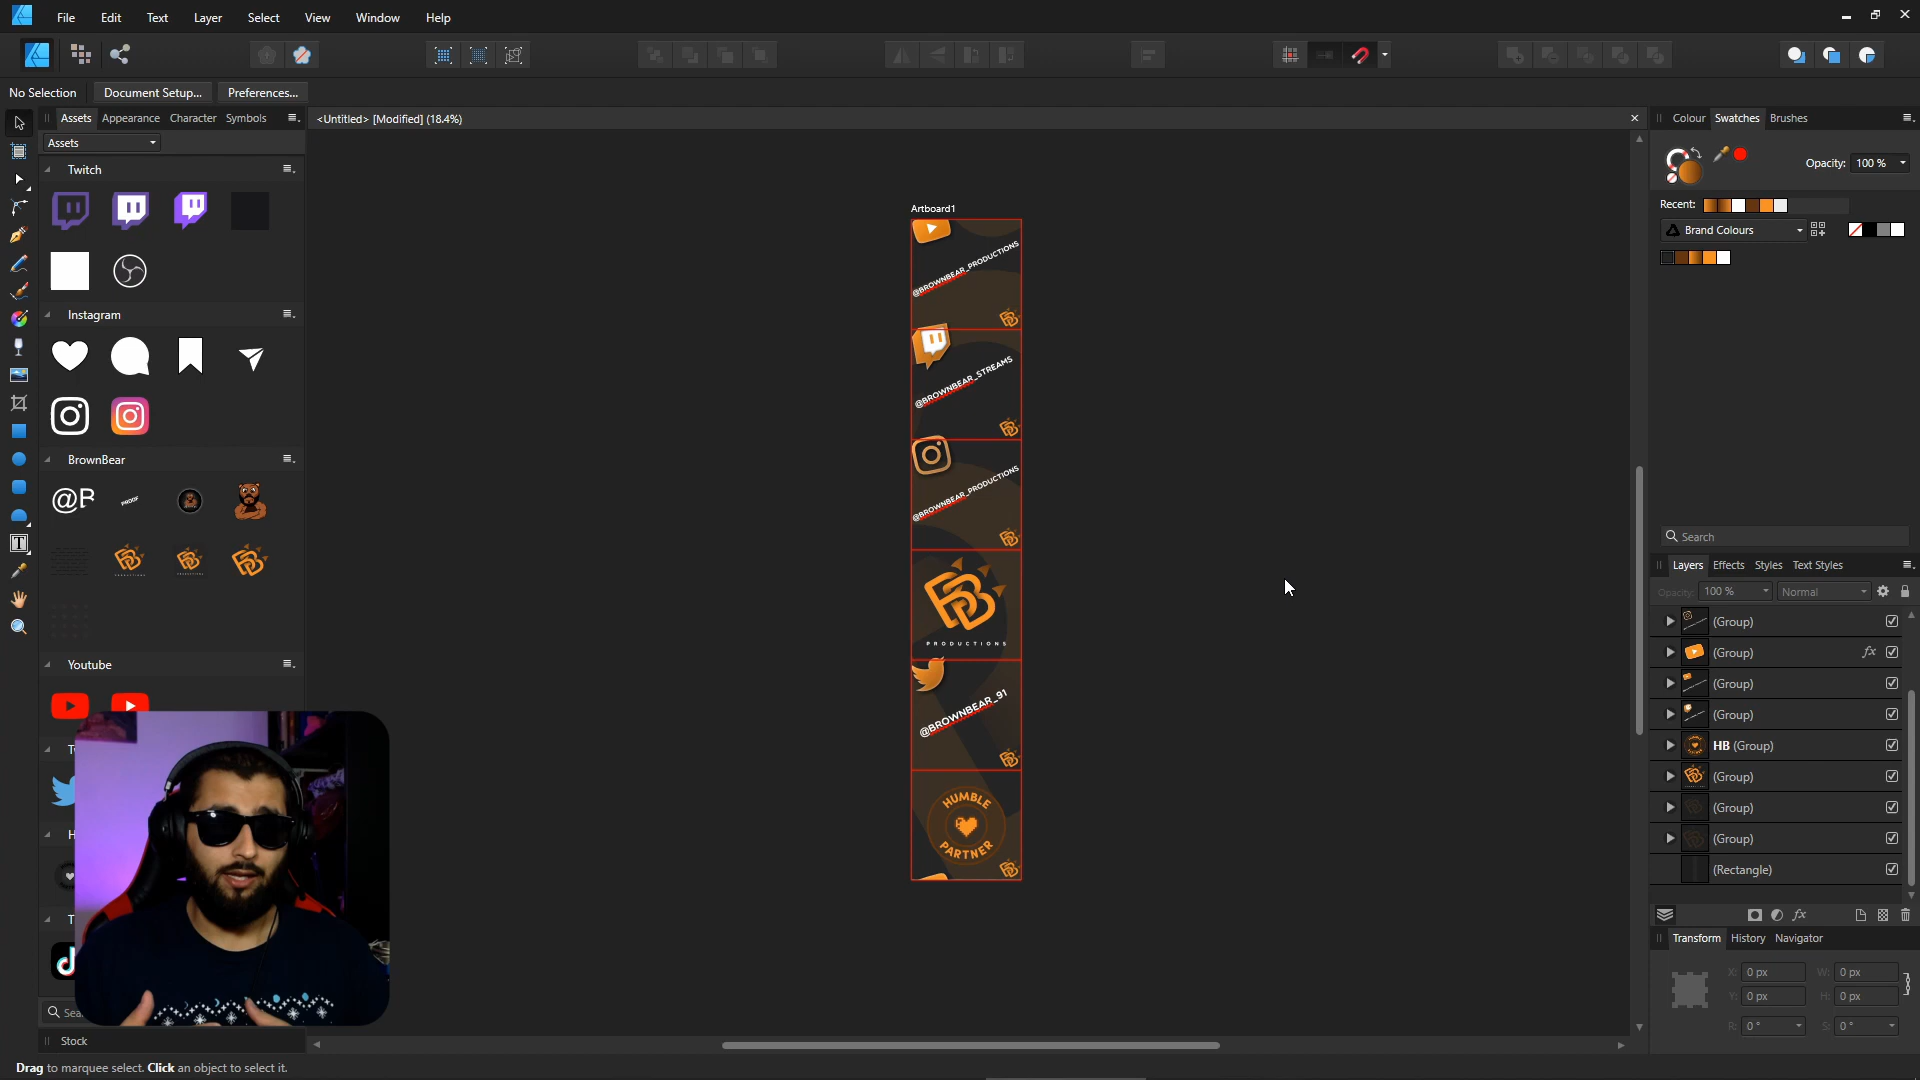 File Edit Text Layer Select View Window Help
No Selection Document Setup... Preferences...
Assets Appearance Character Symbols
<Untitled> [Modified] (18.4%)
Colour Swatches Brushes
Assets
Twitch
Opacity: 100 %
Recent:
Brand Colours
Artboard1
@BROWNBEAR_PRODUCTIONS
Instagram
@BROWNBEAR_STREAMS
BrownBear
@BROWNBEAR_PRODUCTIONS
PROOF
PRODUCTIONS
Search
Layers Effects Styles Text Styles
Opacity: 100 % Normal
(Group)
(Group) fx
(Group)
(Group)
HB (Group)
(Group)
(Group)
(Group)
(Rectangle)
Youtube
@BROWNBEAR_91
HUMBLE
PARTNER
fx
Transform History Navigator
X: 0 px W: 0 px
Y: 0 px H: 0 px
R: 0 ° S: 0 °
Stock
Drag to marquee select. Click an object to select it.